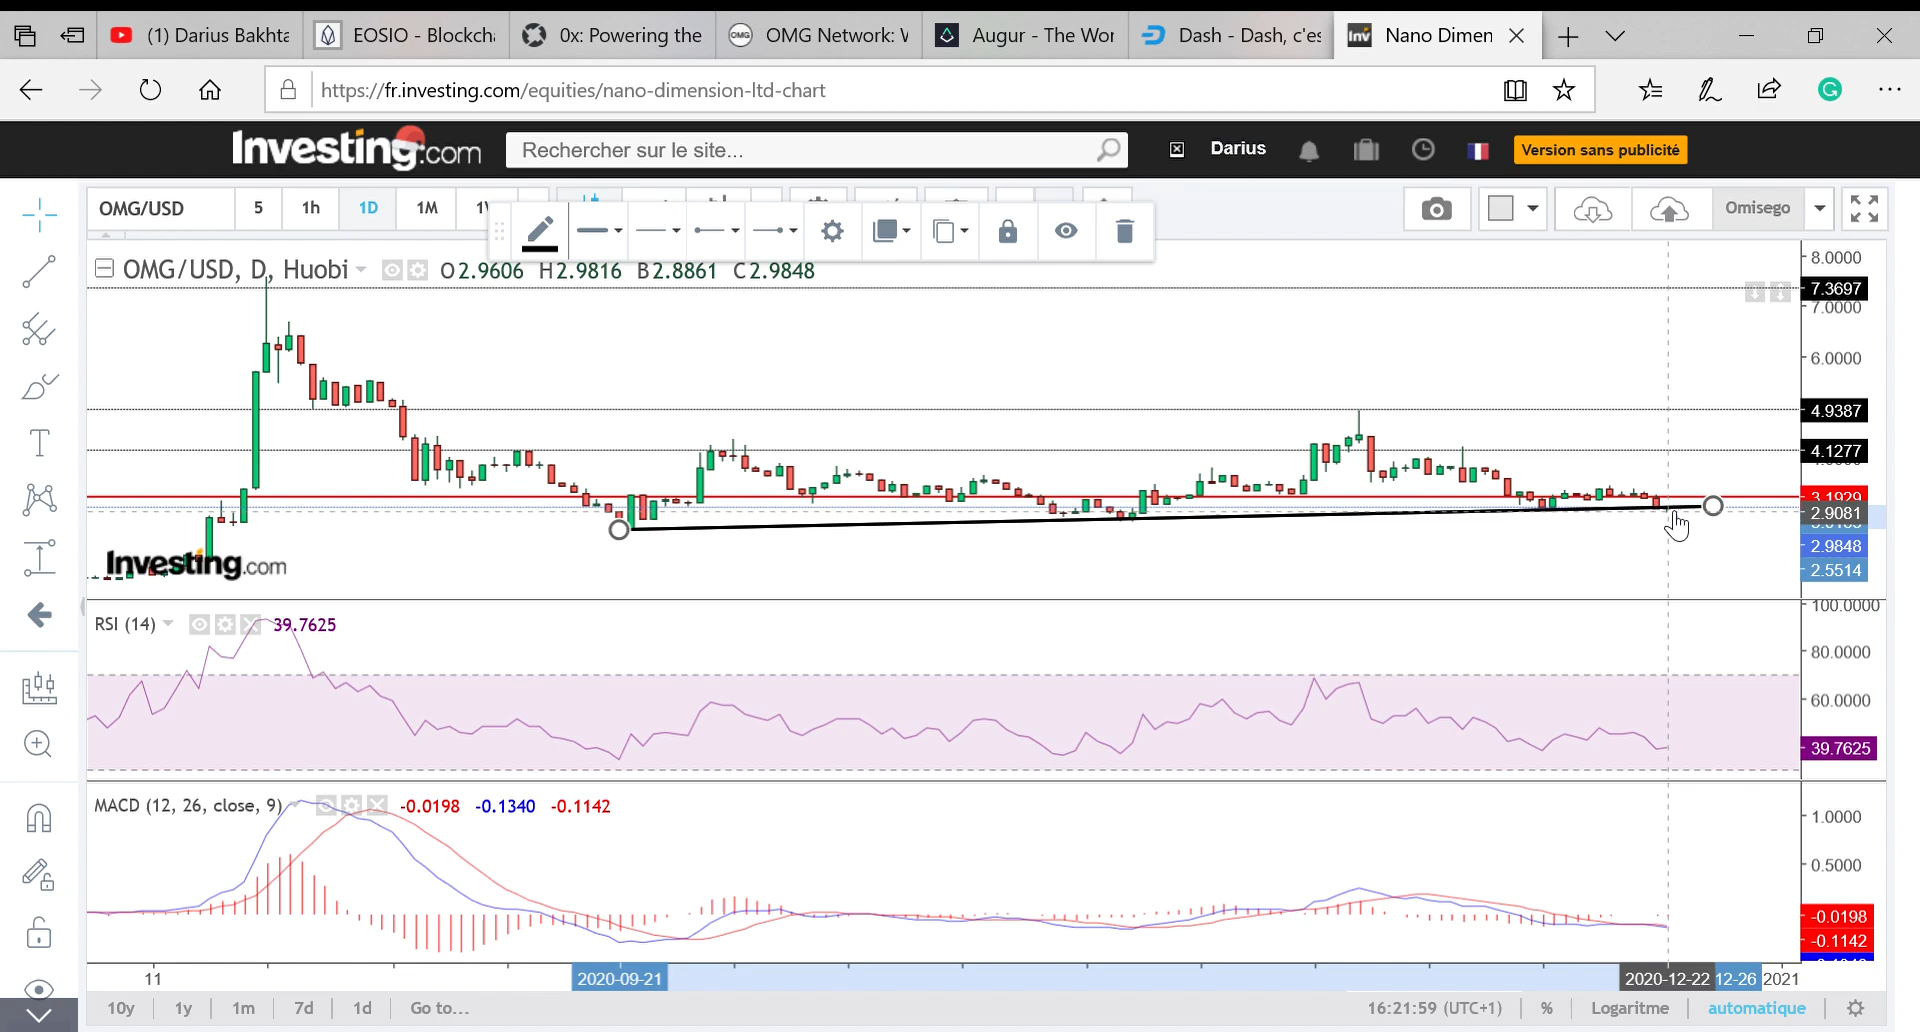 (1) Darius Bakhta
EOSIO - Blockcha
0x: Powering the
OMG Network: V
Augur - The Wor
Dash - Dash, c'es
Nano Dimen
https://fr.investing.com/equities/nano-dimension-ltd-chart
Investing.com
Rechercher sur le site...
Darius
Version sans publicité
OMG/USD
5
1h
1D
1M
Omisego
OMG/USD, D, Huobi
O2.9606 H2.9816 B2.8861 C2.9848
8.0000
7.3697
7.0000
6.0000
4.9387
4.1277
3.1929
2.9081
2.9848
2.5514
Investing.com
RSI (14)
39.7625
100.0000
80.0000
60.0000
39.7625
MACD (12, 26, close, 9)
-0.0198 -0.1340 -0.1142
1.0000
0.5000
-0.0198
-0.1142
11
2020-09-21
2020-12-22
12-26
2021
10y
1y
1m
7d
1d
Go to...
16:21:59 (UTC+1)
%
Logaritme
automatique